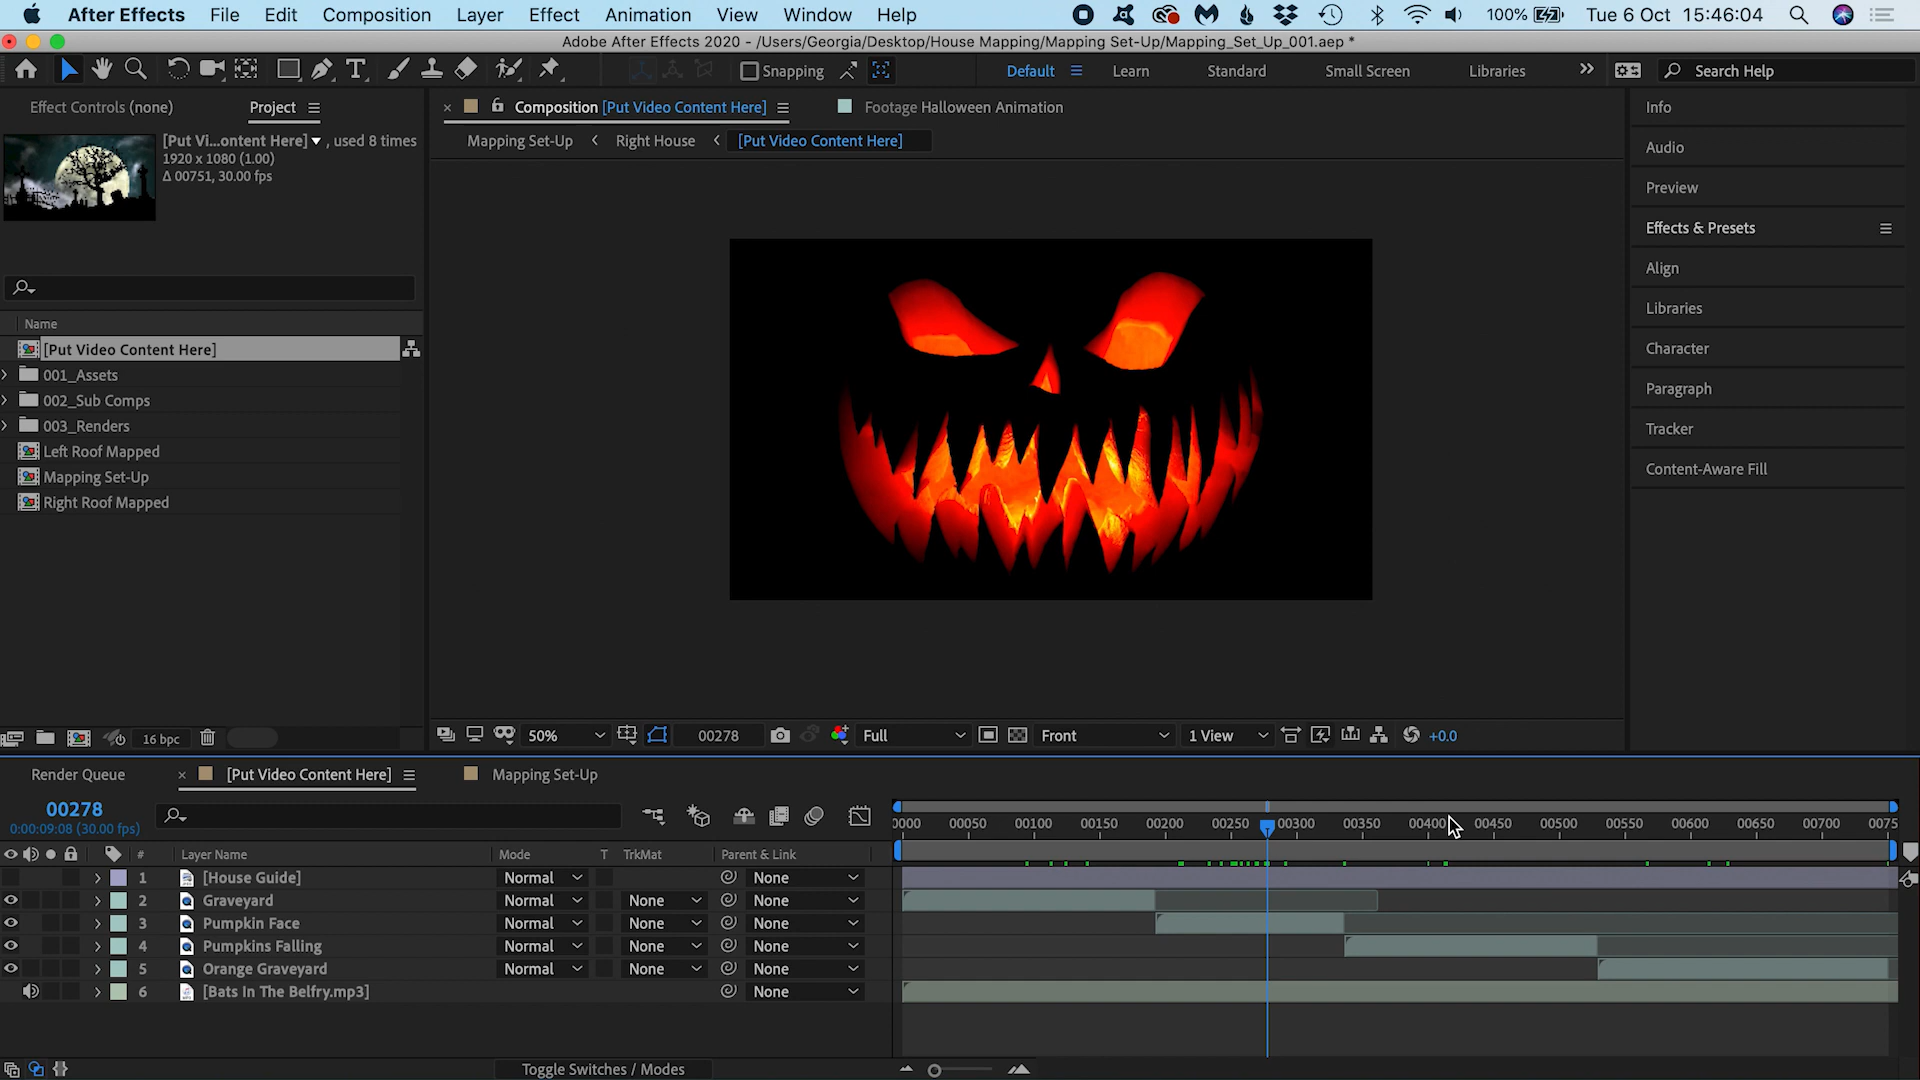 After Effects File Edit Composition Layer Effect Animation View Window Help 100% Tue 6 Oct 15:46:04
Adobe After Effects 2020 - /Users/Georgia/Desktop/House Mapping/Mapping Set-Up/Mapping_Set_Up_001.aep *
Snapping Default Learn Standard Small Screen Libraries Search Help
Effect Controls (none) Project
Composition [Put Video Content Here] Footage Halloween Animation
[Put Vi...ontent Here] , used 8 times
1920 x 1080 (1.00)
Δ 00751, 30.00 fps
Mapping Set-Up Right House [Put Video Content Here]
Name
[Put Video Content Here]
001_Assets
002_Sub Comps
003_Renders
Left Roof Mapped
Mapping Set-Up
Right Roof Mapped
16 bpc
Info
Audio
Preview
Effects & Presets
Align
Libraries
Character
Paragraph
Tracker
Content-Aware Fill
50% 00278 Full Front 1 View +0.0
Render Queue [Put Video Content Here] Mapping Set-Up
00278
0:00:09:08 (30.00 fps)
0000 00050 00100 00150 00200 00250 00300 00350 00400 00450 00500 00550 00600 00650 00700 0075
# Layer Name Mode T TrkMat Parent & Link
1 [House Guide] Normal None
2 Graveyard Normal None None
3 Pumpkin Face Normal None None
4 Pumpkins Falling Normal None None
5 Orange Graveyard Normal None None
6 [Bats In The Belfry.mp3] None
Toggle Switches / Modes